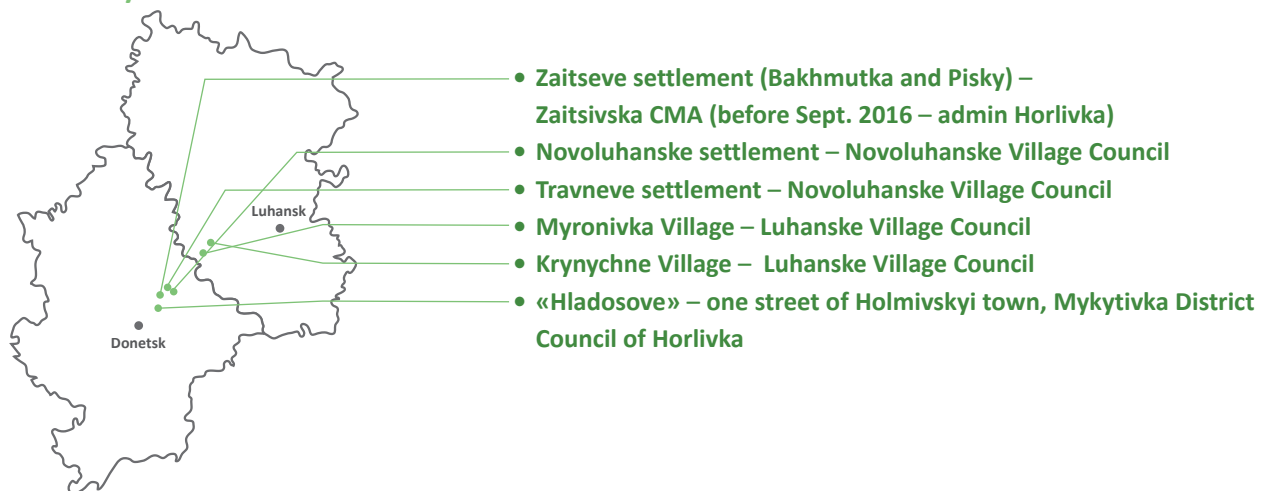 • Zaitseve settlement (Bakhmutka and Pisky) –
Zaitsivska CMA (before Sept. 2016 – admin Horlivka)
• Novoluhanske settlement – Novoluhanske Village Council
• Travneve settlement – Novoluhanske Village Council
• Myronivka Village – Luhanske Village Council
• Krynychne Village – Luhanske Village Council
• «Hladosove» – one street of Holmivskyi town, Mykytivka District
Council of Horlivka
Luhansk
Donetsk